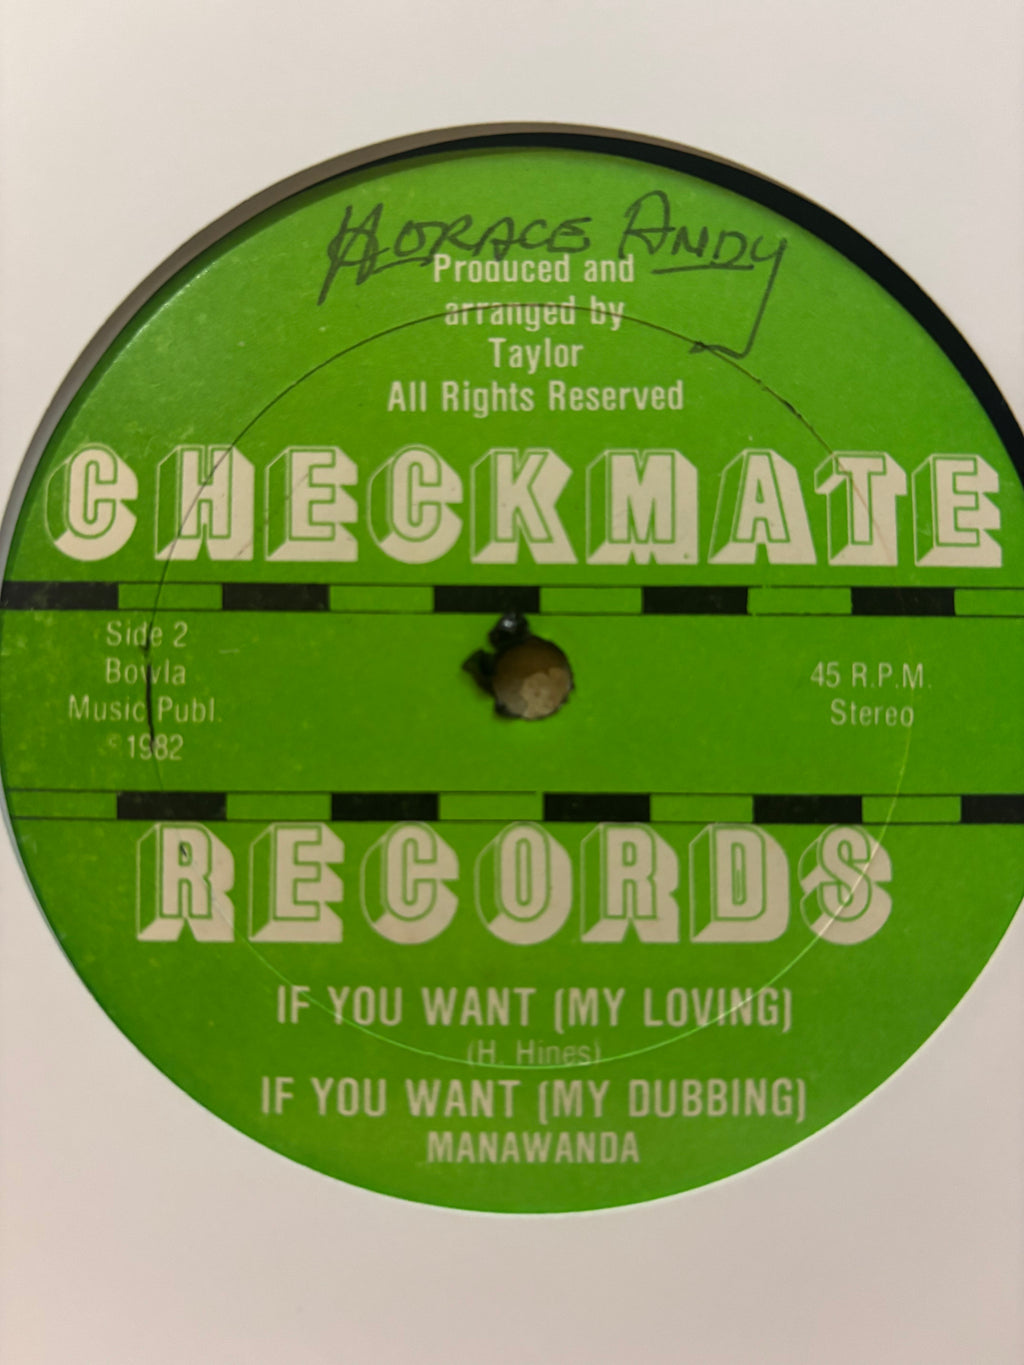 HORACE ANDY
Produced and
arranged by
Taylor
All Rights Reserved
CHECKMATE
Side 2
Bowla
Music Publ.
©1982
45 R.P.M.
Stereo
RECORDS
IF YOU WANT (MY LOVING)
(H. Hines)
IF YOU WANT (MY DUBBING)
MANAWANDA